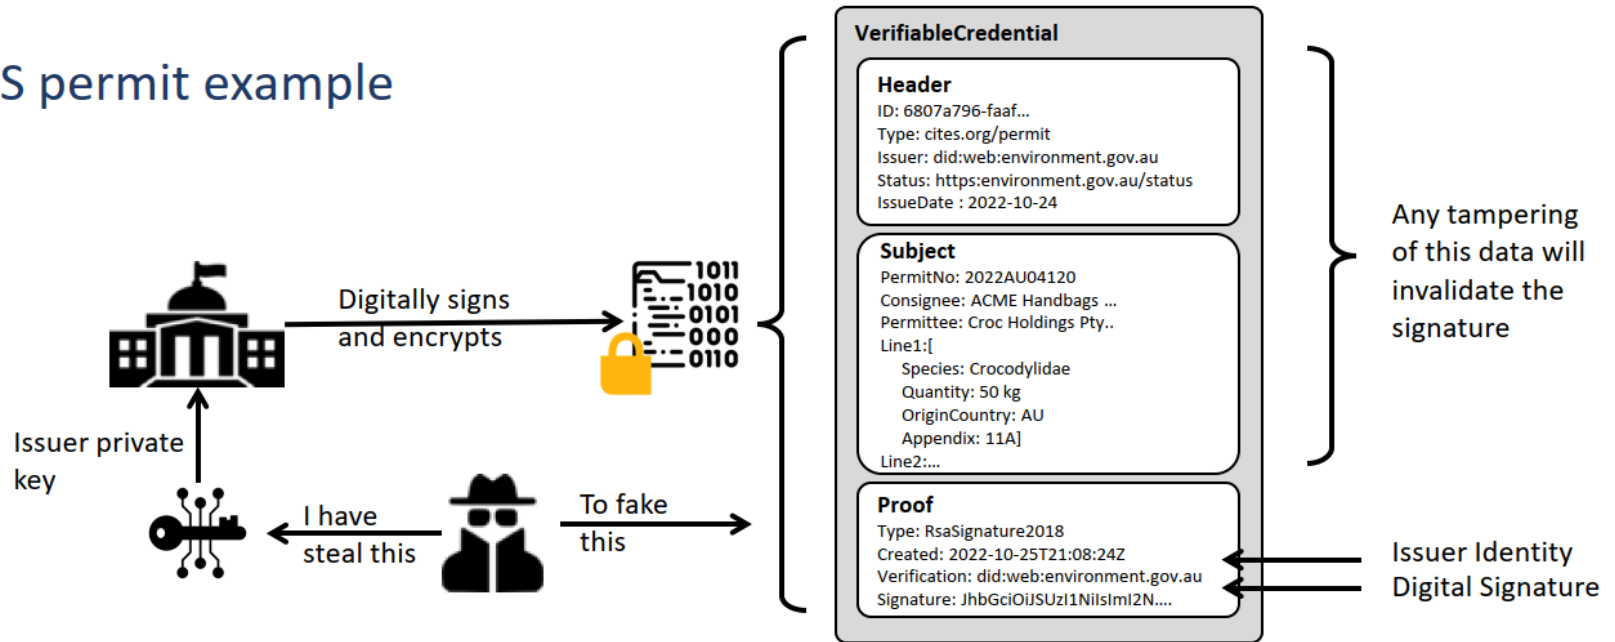 S permit example
Digitally signs
and encrypts
1011
1010
0101
000
0110
Issuer private
key
I have
steal this
To fake
this
VerifiableCredential
Header
ID: 6807a796-faaf...
Type: cites.org/permit
Issuer: did:web:environment.gov.au
Status: https:environment.gov.au/status
IssueDate : 2022-10-24
Subject
PermitNo: 2022AU04120
Consignee: ACME Handbags ...
Permittee: Croc Holdings Pty..
Line1:[
Species: Crocodylidae
Quantity: 50 kg
OriginCountry: AU
Appendix: 11A]
Line2:...
Proof
Type: RsaSignature2018
Created: 2022-10-25T21:08:24Z
Verification: did:web:environment.gov.au
Signature: JhbGciOiJSUzI1NiIsImI2N....
Any tampering
of this data will
invalidate the
signature
Issuer Identity
Digital Signature